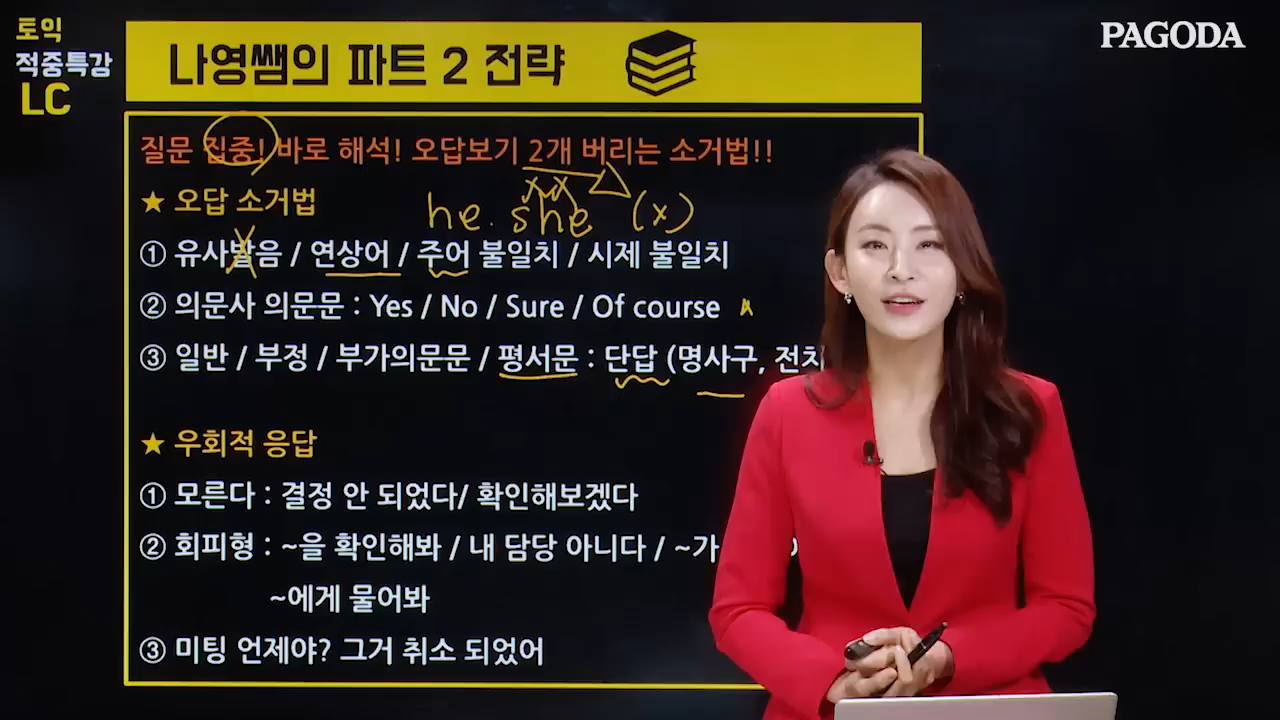 토익
적중특강
LC
나영쌤의 파트 2 전략
PAGODA
질문 집중! 바로 해석! 오답보기 2개 버리는 소거법!!
★ 오답 소거법
he. she (x)
① 유사발음 / 연상어 / 주어 불일치 / 시제 불일치
② 의문사 의문문 : Yes / No / Sure / Of course
③ 일반 / 부정 / 부가의문문 / 평서문 : 단답 (명사구, 전치
★ 우회적 응답
① 모른다 : 결정 안 되었다/ 확인해보겠다
② 회피형 : ~을 확인해봐 / 내 담당 아니다 / ~가
~에게 물어봐
③ 미팅 언제야? 그거 취소 되었어